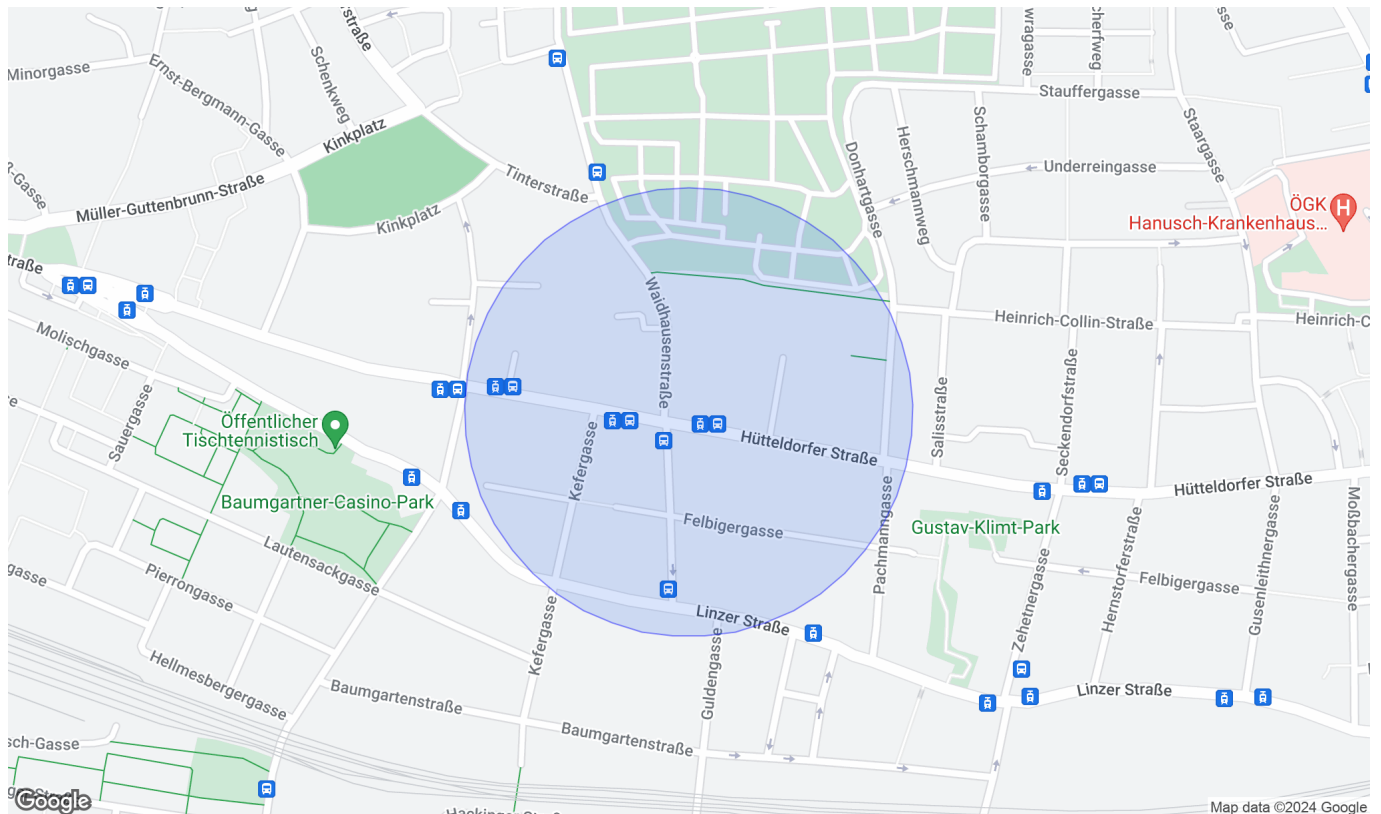 Minorgasse
Ernst-Bergmann-Gasse
Schenkweg
Kinkplatz
Müller-Guttenbrunn-Straße
Kinkplatz
Tinterstraße
Donhartgasse
Herschmannweg
Schamborgasse
Stauffergasse
Staargasse
Underreingasse
ÖGK
Hanusch-Krankenhaus...
Molischgasse
Sauergasse
Öffentlicher
Tischtennistisch
Baumgartner-Casino-Park
Waidhausenstraße
Heinrich-Collin-Straße
Heinrich-C
Salisstraße
Seckendorfstraße
Hütteldorfer Straße
Hütteldorfer Straße
Kefergasse
Felbigergasse
Pachmanngasse
Gustav-Klimt-Park
Felbigergasse
Zehetnergasse
Hernstorferstraße
Gusenleithnergasse
Moßbachergasse
Lautensackgasse
Pierrongasse
Hellmesbergergasse
Linzer Straße
Linzer Straße
Kefergasse
Guldengasse
Baumgartenstraße
Baumgartenstraße
sch-Gasse
Google
Map data ©2024 Google